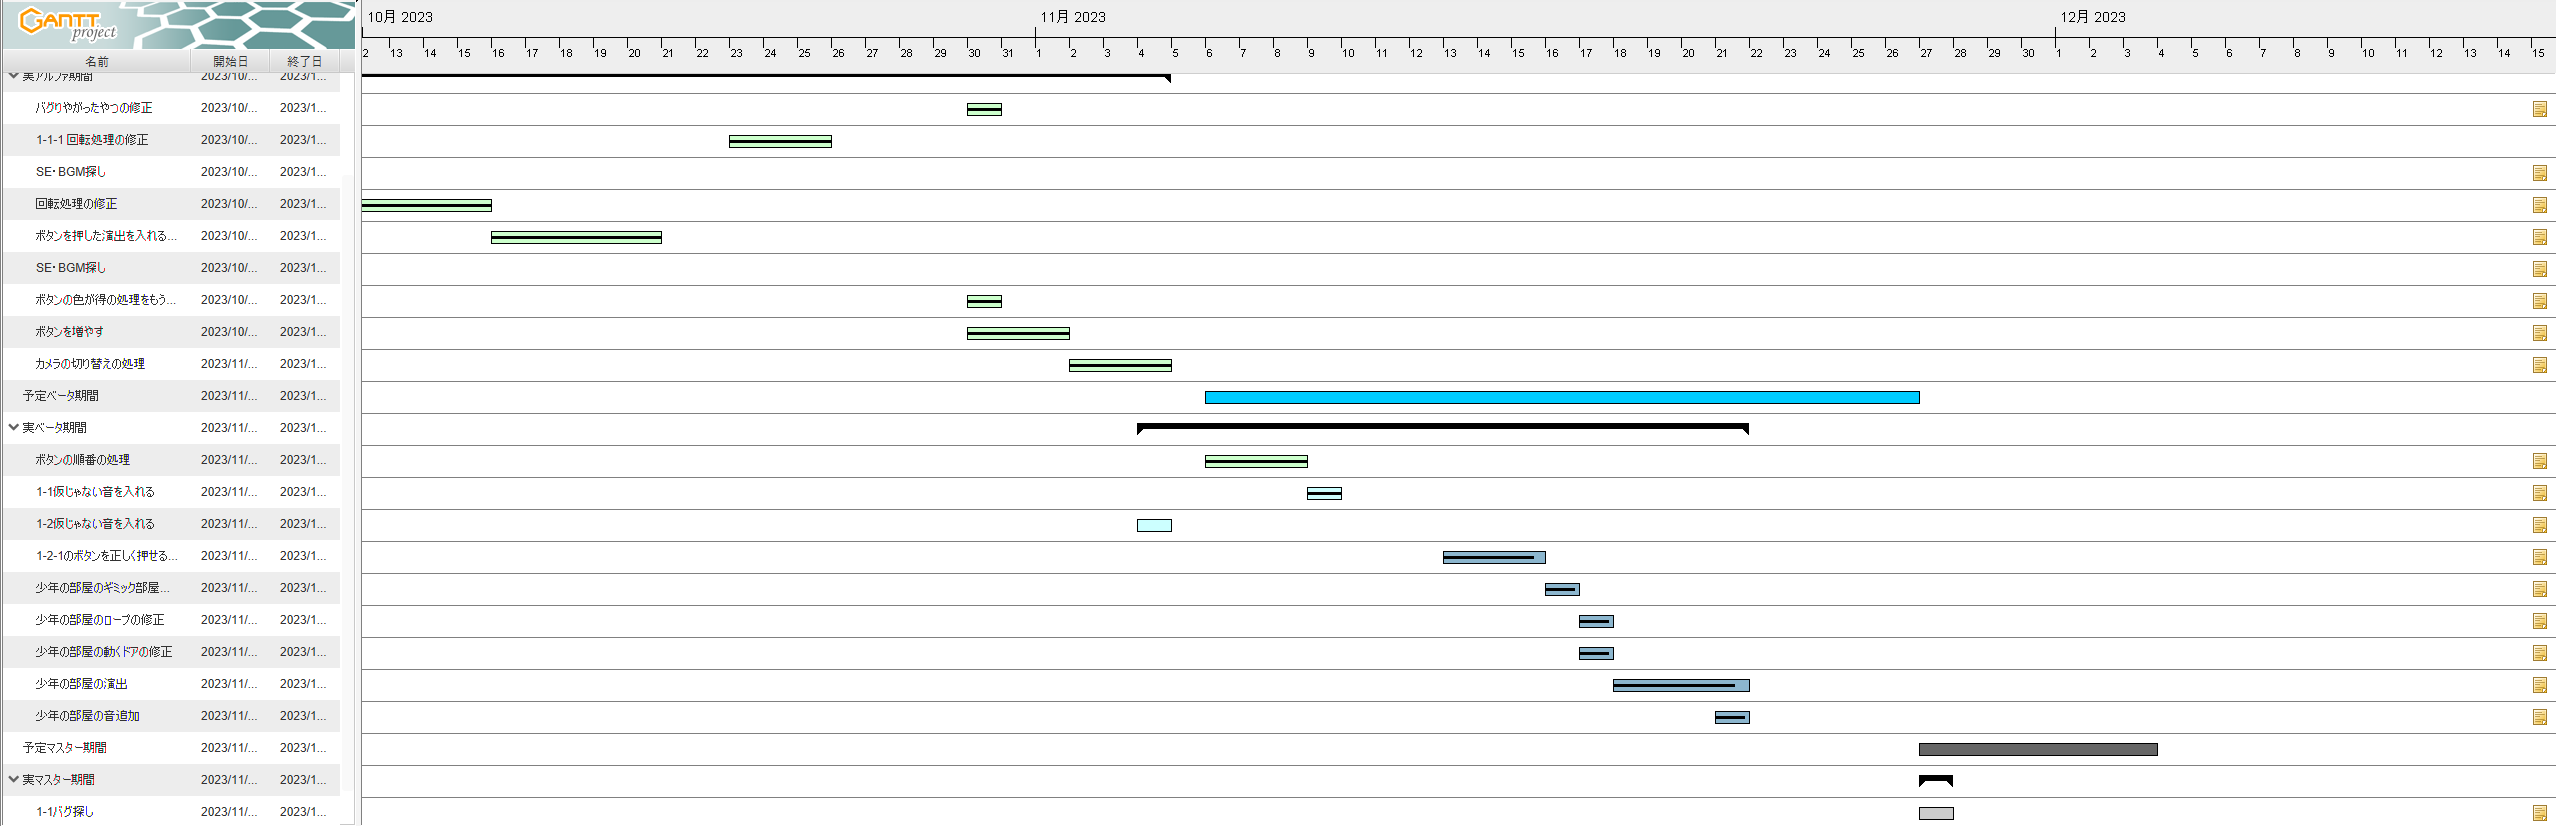 GANTT
project
10月 2023
11月 2023
12月 2023
2 13 14 15 16 17 18 19 20 21 22 23 24 25 26 27 28 29 30 31 1 2 3 4 5 6 7 8 9 10 11 12 13 14 15 16 17 18 19 20 21 22 23 24 25 26 27 28 29 30 1 2 3 4 5 6 7 8 9 10 11 12 13 14 15
名前 開始日 終了日
実アルファ期間 2023/10/... 2023/1...
バグりやがったやつの修正 2023/10/... 2023/1...
1-1-1 回転処理の修正 2023/10/... 2023/1...
SE・BGM探し 2023/10/... 2023/1...
回転処理の修正 2023/10/... 2023/1...
ボタンを押した演出を入れる... 2023/10/... 2023/1...
SE・BGM探し 2023/10/... 2023/1...
ボタンの色が得の処理をもう... 2023/10/... 2023/1...
ボタンを増やす 2023/10/... 2023/1...
カメラの切り替えの処理 2023/11/... 2023/1...
予定ベータ期間 2023/11/... 2023/1...
実ベータ期間 2023/11/... 2023/1...
ボタンの順番の処理 2023/11/... 2023/1...
1-1仮じゃない音を入れる 2023/11/... 2023/1...
1-2仮じゃない音を入れる 2023/11/... 2023/1...
1-2-1のボタンを正しく押せる... 2023/11/... 2023/1...
少年の部屋のギミック部屋... 2023/11/... 2023/1...
少年の部屋のロープの修正 2023/11/... 2023/1...
少年の部屋の動くドアの修正 2023/11/... 2023/1...
少年の部屋の演出 2023/11/... 2023/1...
少年の部屋の音追加 2023/11/... 2023/1...
予定マスター期間 2023/11/... 2023/1...
実マスター期間 2023/11/... 2023/1...
1-1バグ探し 2023/11/... 2023/1...